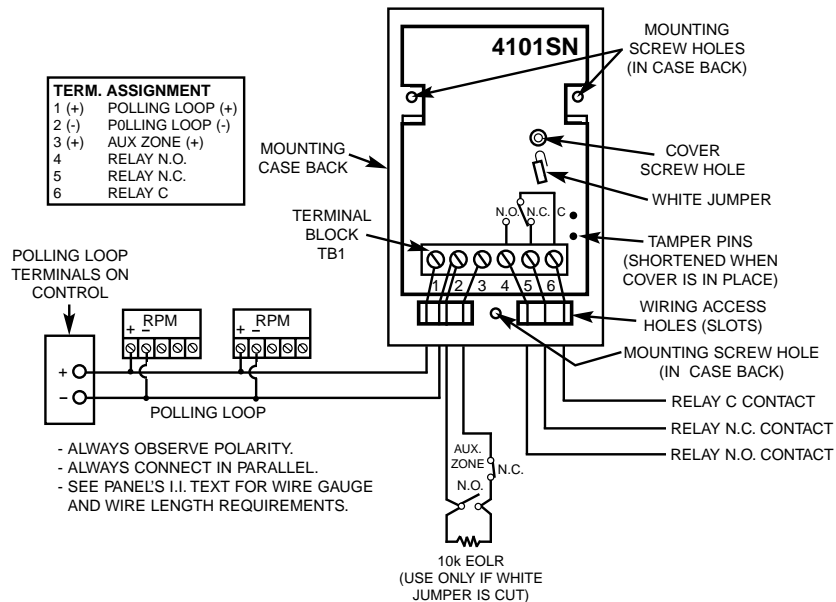 4101SN
MOUNTING
SCREW HOLES
(IN CASE BACK)
TERM. ASSIGNMENT
1 (+) POLLING LOOP (+)
2 (-) P0LLING LOOP (-)
3 (+) AUX ZONE (+)
4 RELAY N.O.
5 RELAY N.C.
6 RELAY C
MOUNTING
CASE BACK
COVER
SCREW HOLE
WHITE JUMPER
N.O. N.C. C
TERMINAL
BLOCK
TB1
TAMPER PINS
(SHORTENED WHEN
COVER IS IN PLACE)
1 2 3 4 5 6
POLLING LOOP
TERMINALS ON
CONTROL
WIRING ACCESS
HOLES (SLOTS)
RPM
+ –
RPM
+ –
MOUNTING SCREW HOLE
(IN CASE BACK)
+
–
POLLING LOOP
RELAY C CONTACT
RELAY N.C. CONTACT
RELAY N.O. CONTACT
- ALWAYS OBSERVE POLARITY.
- ALWAYS CONNECT IN PARALLEL.
- SEE PANEL'S I.I. TEXT FOR WIRE GAUGE
AND WIRE LENGTH REQUIREMENTS.
AUX.
ZONE
N.C.
N.O.
10k EOLR
(USE ONLY IF WHITE
JUMPER IS CUT)